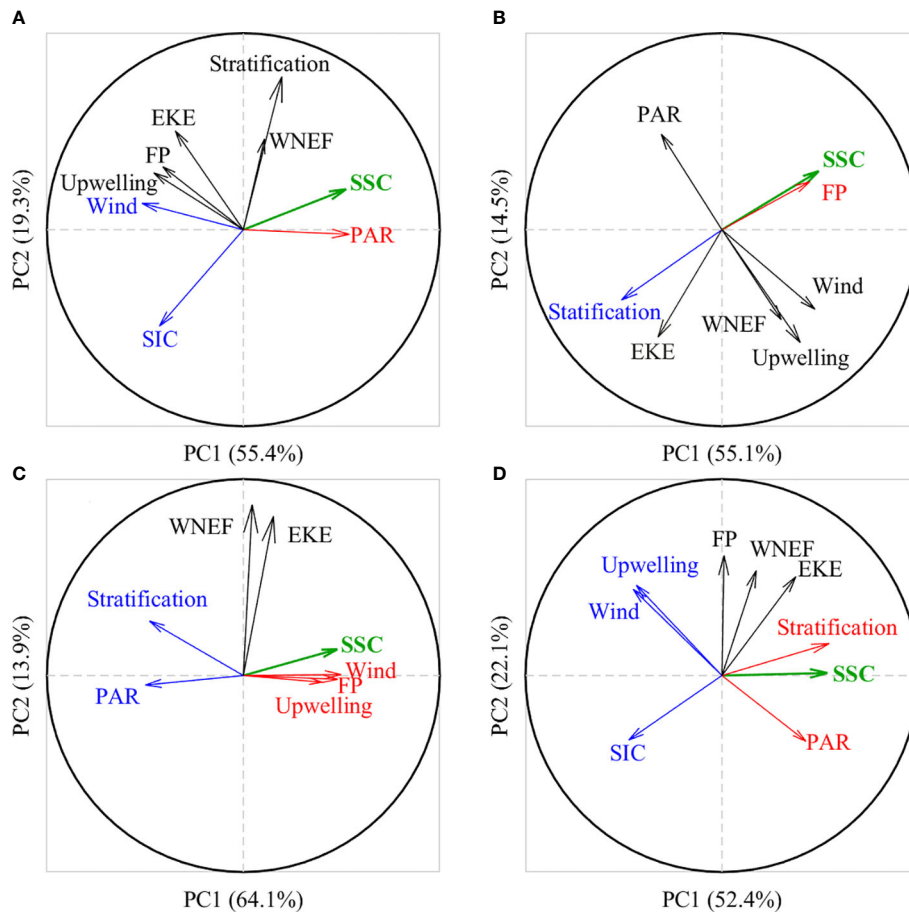 A
Stratification
EKE
WNEF
FP
Upwelling
SSC
Wind
PAR
SIC
PC2 (19.3%)
PC1 (55.4%)
B
PAR
SSC
FP
Statification
Wind
WNEF
EKE
Upwelling
PC2 (14.5%)
PC1 (55.1%)
C
WNEF
EKE
Stratification
SSC
Wind
PAR
FP
Upwelling
PC2 (13.9%)
PC1 (64.1%)
D
FP
Upwelling
WNEF
EKE
Wind
Stratification
SSC
SIC
PAR
PC2 (22.1%)
PC1 (52.4%)